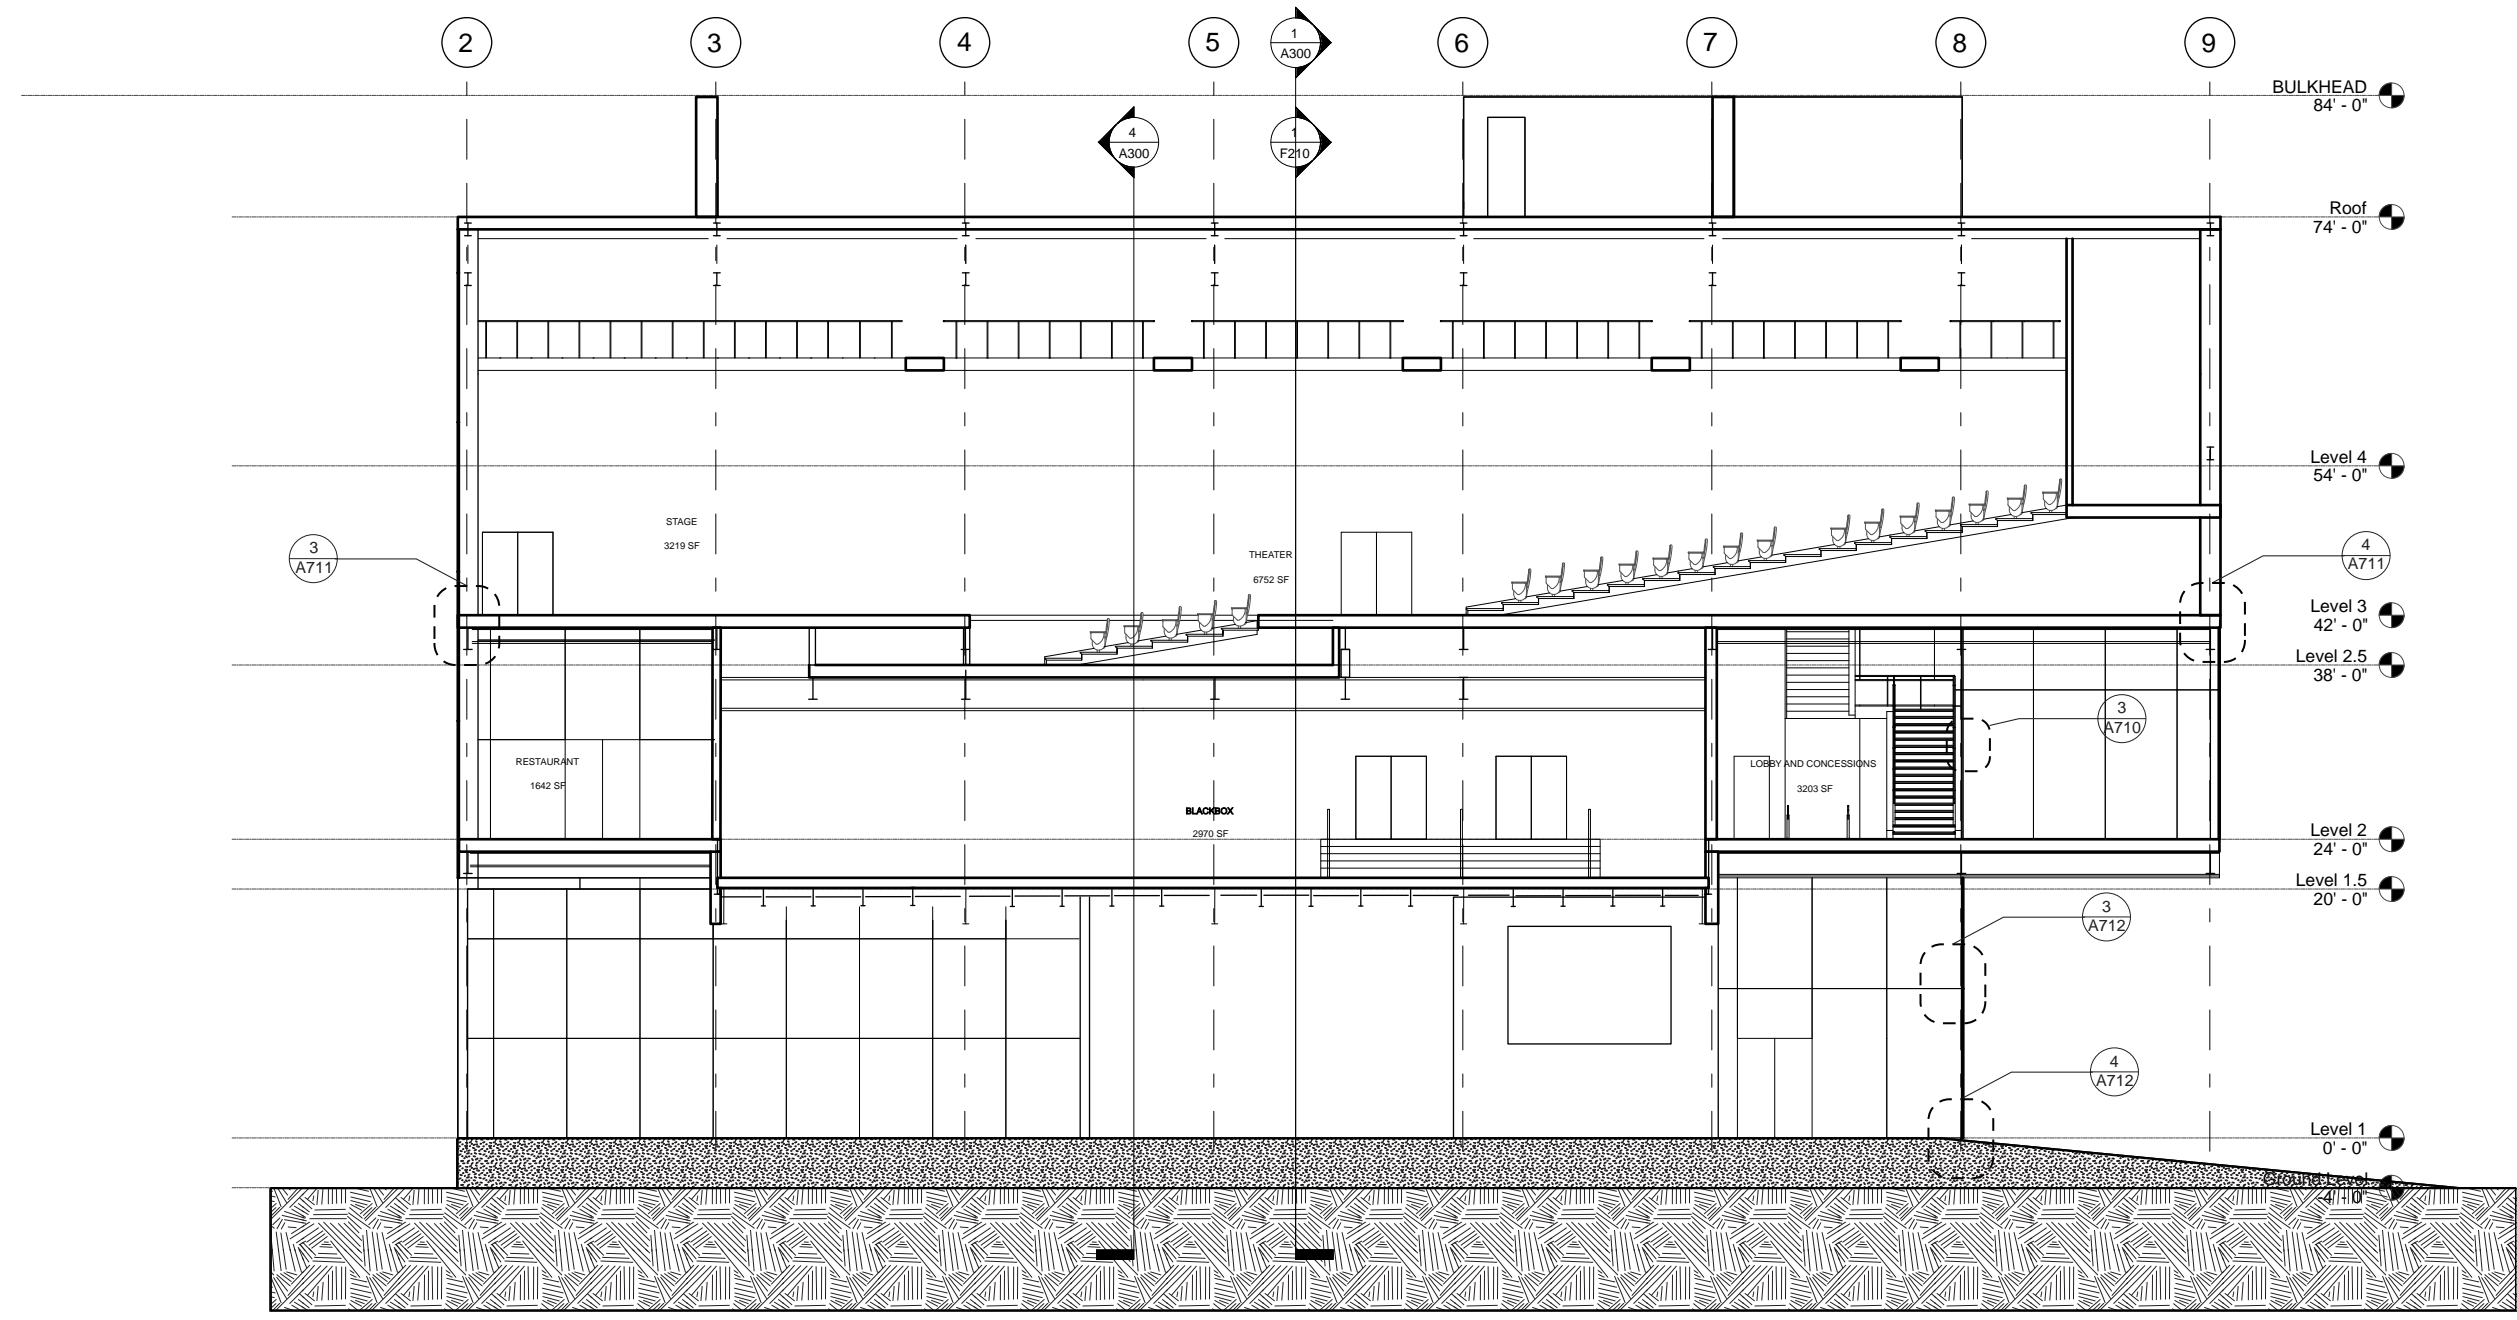 2
3
4
5
1
A300
6
7
8
9
BULKHEAD
84' - 0"
4
A300
1
F210
Roof
74' - 0"
Level 4
54' - 0"
STAGE
3219 SF
3
A711
THEATER
6752 SF
4
A711
Level 3
42' - 0"
Level 2.5
38' - 0"
3
A710
RESTAURANT
1642 SF
LOBBY AND CONCESSIONS
3203 SF
BLACKBOX
2970 SF
Level 2
24' - 0"
Level 1.5
20' - 0"
3
A712
4
A712
Level 1
0' - 0"
Ground Level
-4' - 0"